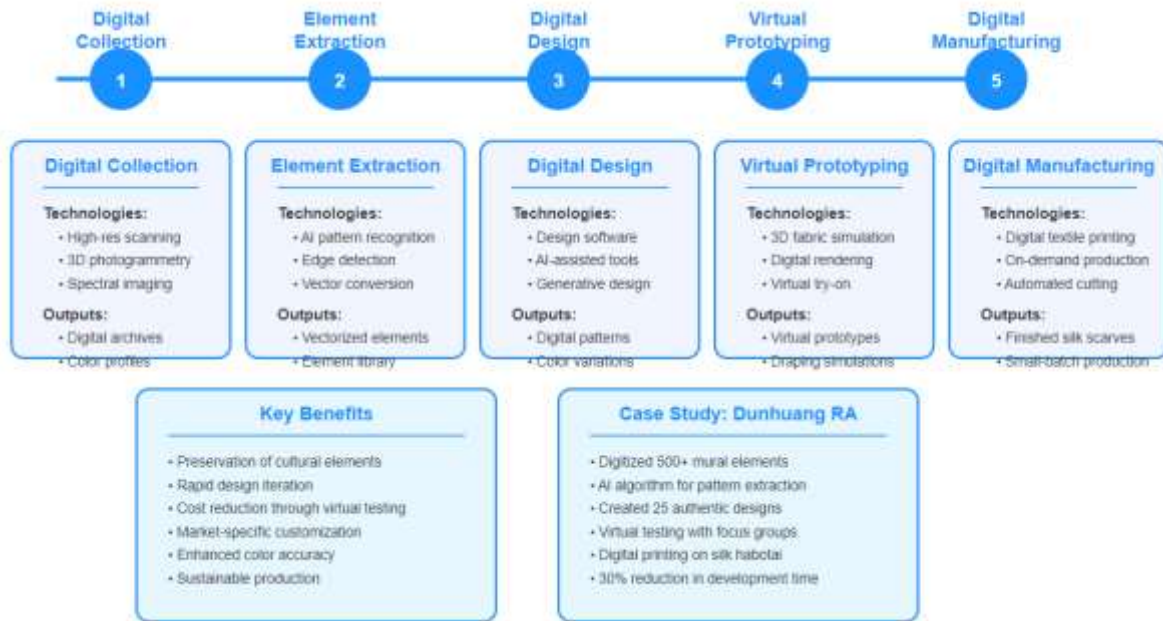 Digital
Collection
Element
Extraction
Digital
Design
Virtual
Prototyping
Digital
Manufacturing
1
2
3
4
5
Digital Collection
Technologies:
• High-res scanning
• 3D photogrammetry
• Spectral imaging
Outputs:
• Digital archives
• Color profiles
Element Extraction
Technologies:
• AI pattern recognition
• Edge detection
• Vector conversion
Outputs:
• Vectorized elements
• Element library
Digital Design
Technologies:
• Design software
• AI-assisted tools
• Generative design
Outputs:
• Digital patterns
• Color variations
Virtual Prototyping
Technologies:
• 3D fabric simulation
• Digital rendering
• Virtual try-on
Outputs:
• Virtual prototypes
• Draping simulations
Digital Manufacturing
Technologies:
• Digital textile printing
• On-demand production
• Automated cutting
Outputs:
• Finished silk scarves
• Small-batch production
Key Benefits
• Preservation of cultural elements
• Rapid design iteration
• Cost reduction through virtual testing
• Market-specific customization
• Enhanced color accuracy
• Sustainable production
Case Study: Dunhuang RA
• Digitized 500+ mural elements
• AI algorithm for pattern extraction
• Created 25 authentic designs
• Virtual testing with focus groups
• Digital printing on silk habotai
• 30% reduction in development time